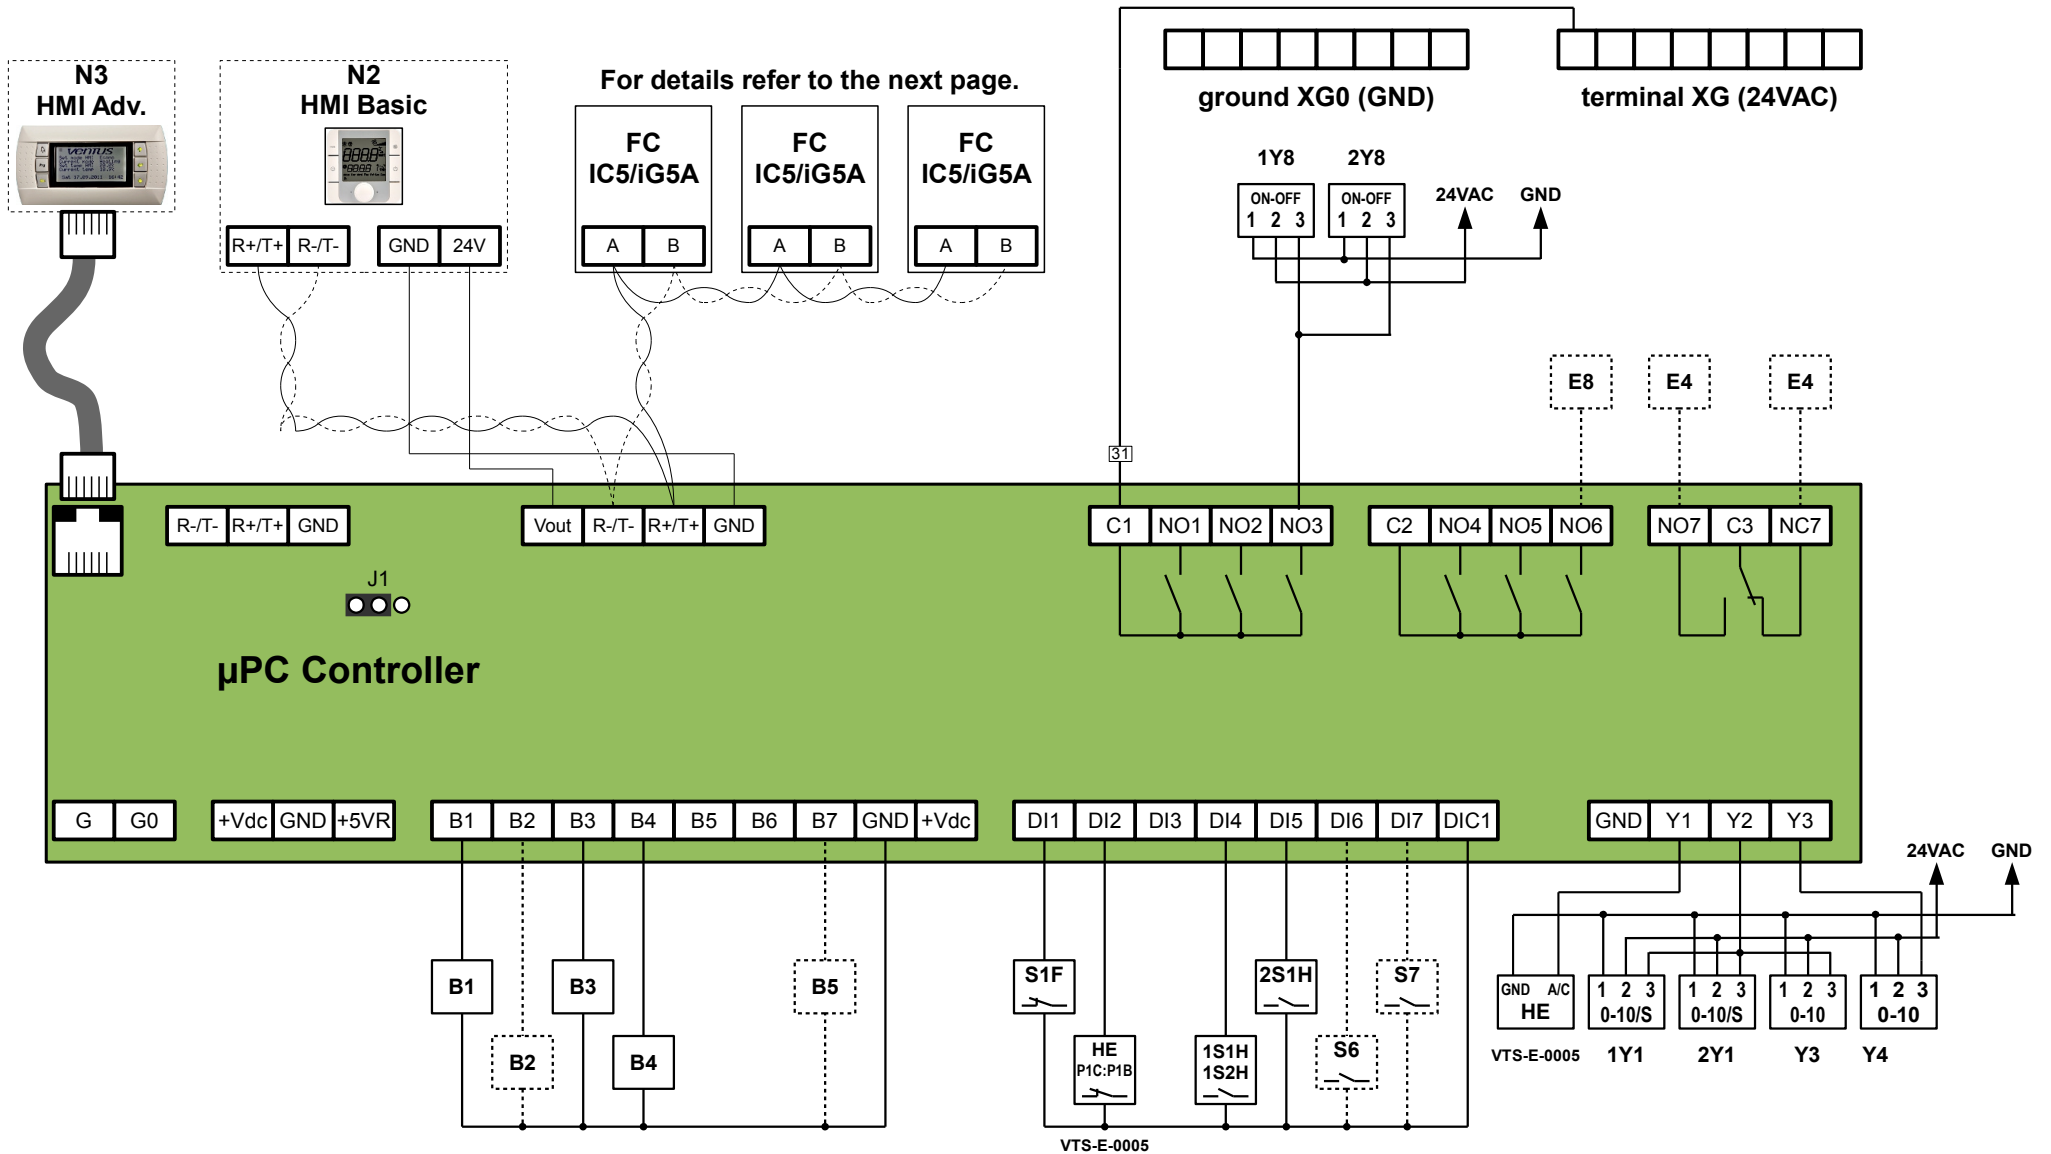 N3
HMI Adv.
VENTUS
N2
HMI Basic
R+/T+ R-/T- GND 24V
For details refer to the next page.
FC
IC5/iG5A
A B
FC
IC5/iG5A
A B
FC
IC5/iG5A
A B
ground XG0 (GND)
terminal XG (24VAC)
1Y8 2Y8
ON-OFF
1 2 3
ON-OFF
1 2 3
24VAC GND
E8 E4 E4
31
R-/T- R+/T+ GND
Vout R-/T- R+/T+ GND
C1 NO1 NO2 NO3
C2 NO4 NO5 NO6
NO7 C3 NC7
J1
µPC Controller
G G0
+Vdc GND +5VR
B1 B2 B3 B4 B5 B6 B7 GND +Vdc
DI1 DI2 DI3 DI4 DI5 DI6 DI7 DIC1
GND Y1 Y2 Y3
24VAC GND
B1 B3 B5
B2 B4
S1F 2S1H S7
HE
P1C:P1B
1S1H
1S2H
S6
VTS-E-0005
GND A/C
HE
1 2 3
0-10/S
1 2 3
0-10/S
1 2 3
0-10
1 2 3
0-10
VTS-E-0005 1Y1 2Y1 Y3 Y4